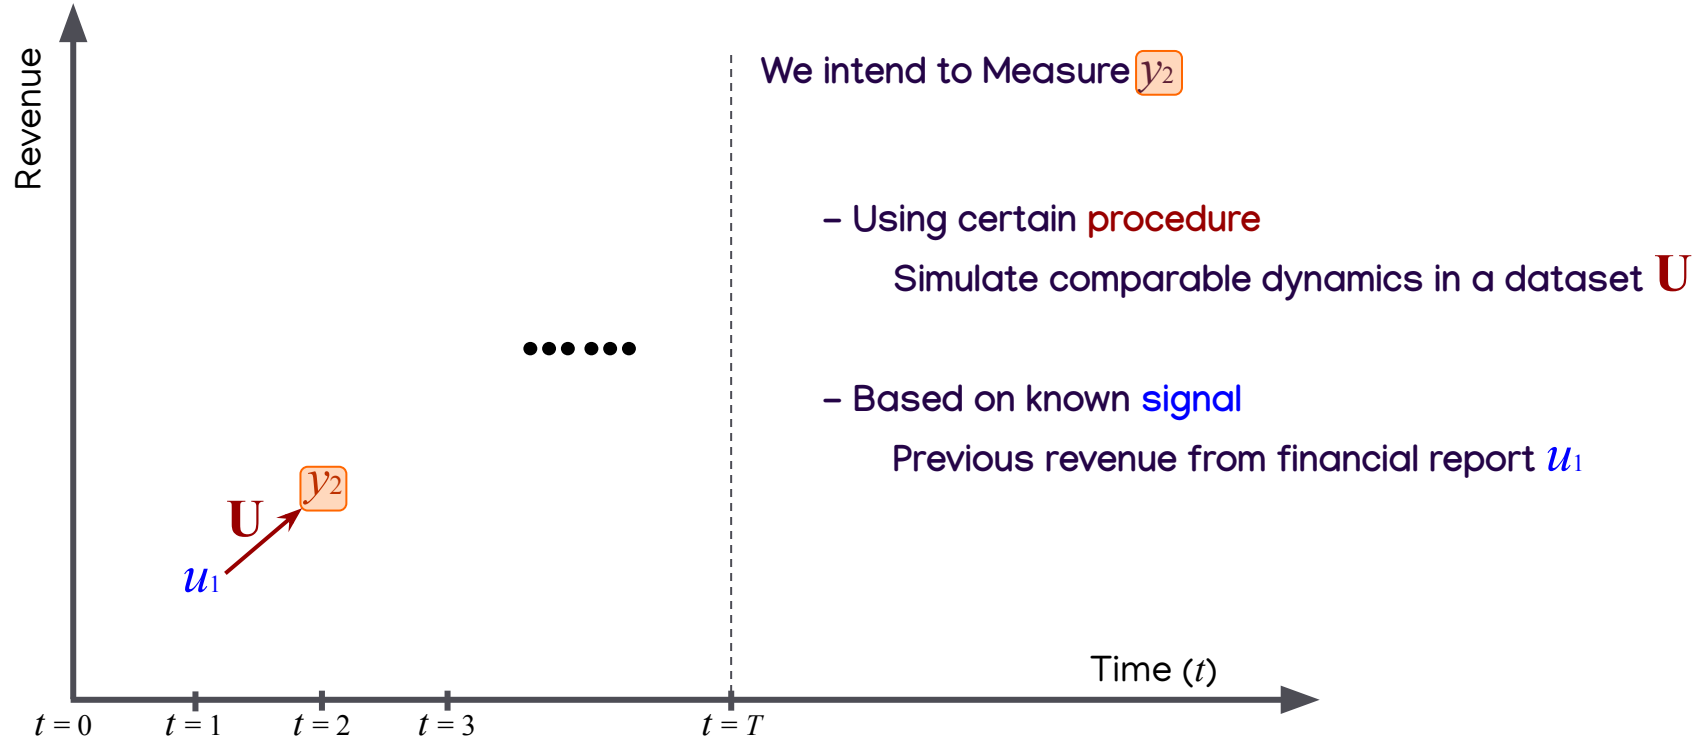 Revenue
We intend to Measure y2
– Using certain procedure
Simulate comparable dynamics in a dataset U
– Based on known signal
Previous revenue from financial report u1
y2
U
u1
Time (t)
t = 0
t = 1
t = 2
t = 3
t = T